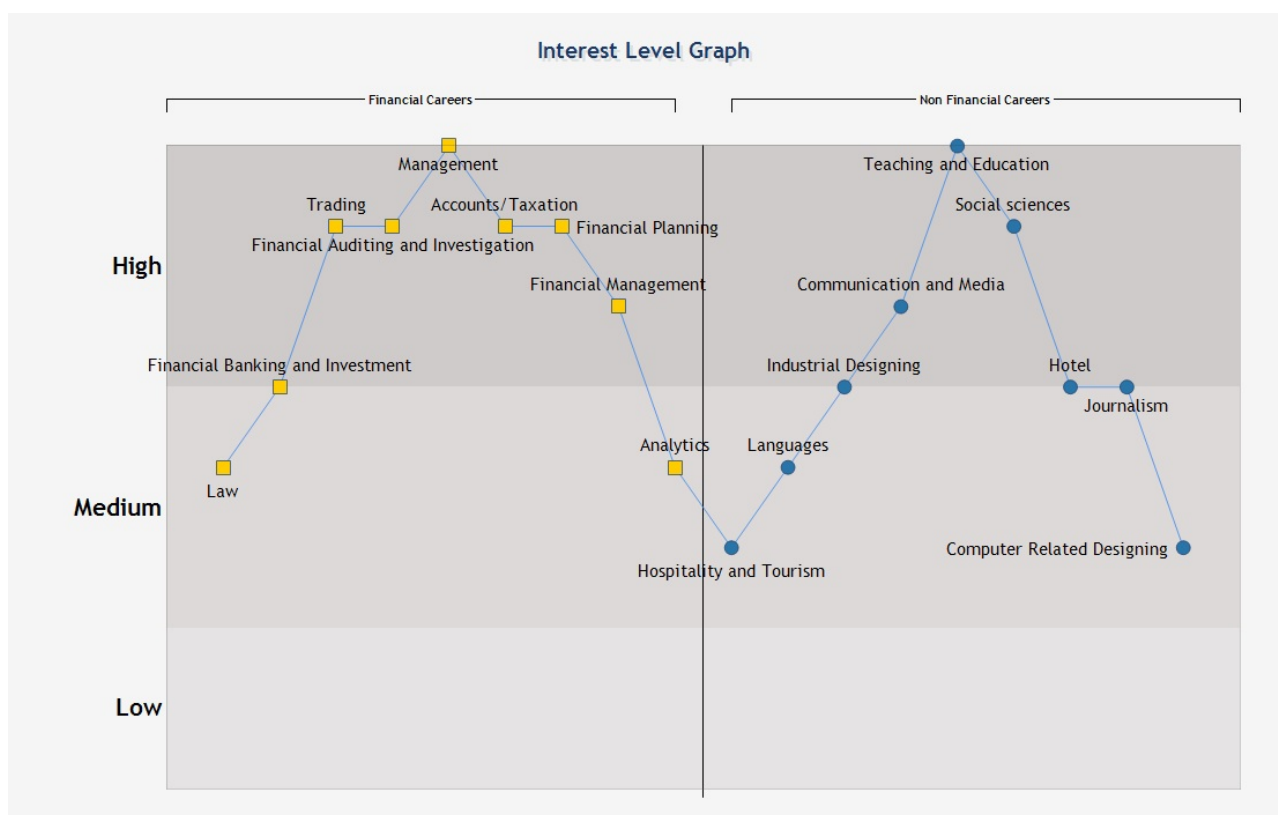 Interest Level Graph
Financial Careers
Non Financial Careers
Management
Teaching and Education
Trading
Accounts/Taxation
Social sciences
Financial Planning
Financial Auditing and Investigation
High
Financial Management
Communication and Media
Financial Banking and Investment
Industrial Designing
Hotel
Journalism
Analytics
Languages
Law
Medium
Computer Related Designing
Hospitality and Tourism
Low